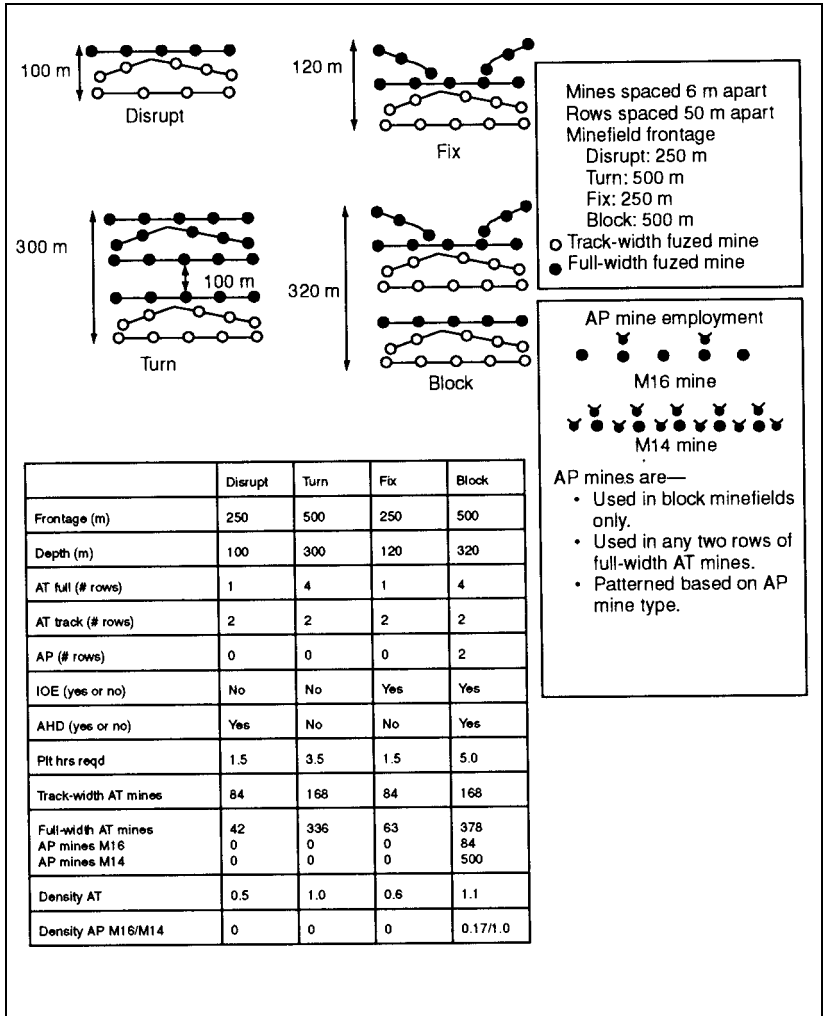 100 m
Disrupt
120 m
Fix
Mines spaced 6 m apart
Rows spaced 50 m apart
Minefield frontage
Disrupt: 250 m
Turn: 500 m
Fix: 250 m
Block: 500 m
Track-width fuzed mine
Full-width fuzed mine
300 m
100 m
Turn
320 m
Block
AP mine employment
M16 mine
M14 mine
AP mines are—
• Used in block minefields
only.
• Used in any two rows of
full-width AT mines.
• Patterned based on AP
mine type.
Disrupt Turn Fix Block
Frontage (m) 250 500 250 500
Depth (m) 100 300 120 320
AT full (# rows) 1 4 1 4
AT track (# rows) 2 2 2 2
AP (# rows) 0 0 0 2
IOE (yes or no) No No Yes Yes
AHD (yes or no) Yes No No Yes
Plt hrs reqd 1.5 3.5 1.5 5.0
Track-width AT mines 84 168 84 168
Full-width AT mines 42 336 63 378
AP mines M16 0 0 0 84
AP mines M14 0 0 0 500
Density AT 0.5 1.0 0.6 1.1
Density AP M16/M14 0 0 0 0.17/1.0